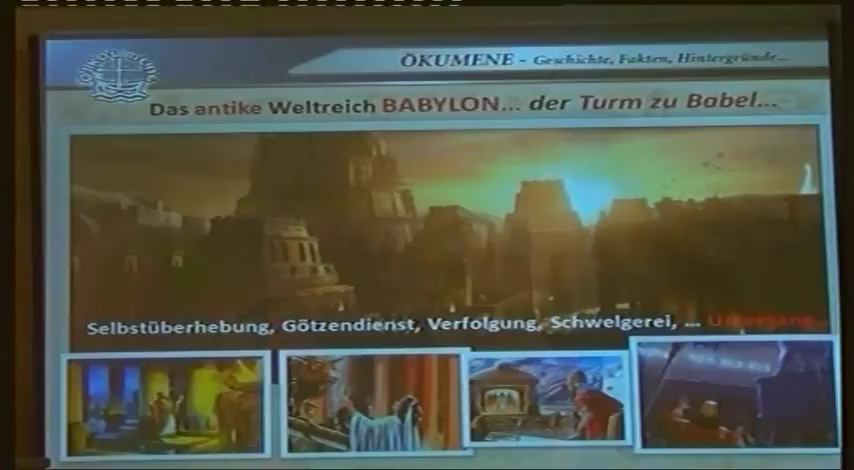 ÖKUMENE - Geschichte, Fakten, Hintergründe...
Das antike Weltreich BABYLON... der Turm zu Babel...
Selbstüberhebung, Götzendienst, Verfolgung, Schwelgerei, ... Untergang...